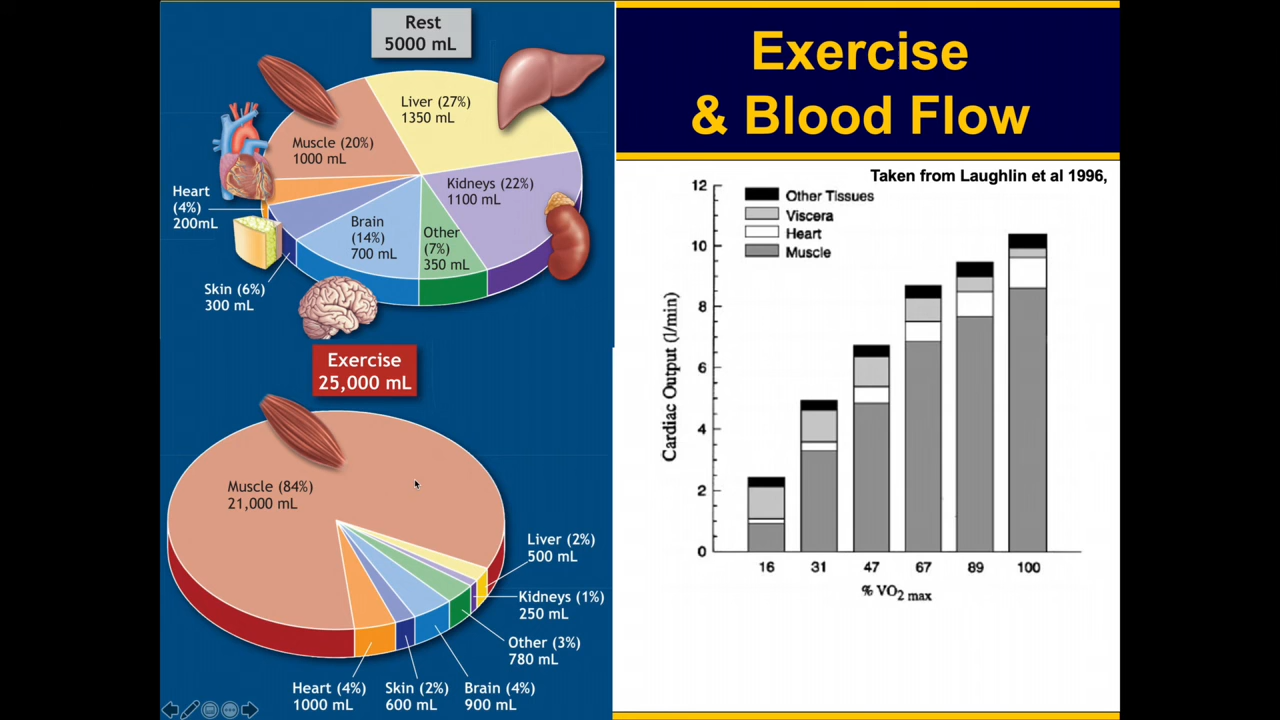 Rest
5000 mL
Liver (27%)
1350 mL
Muscle (20%)
1000 mL
Kidneys (22%)
1100 mL
Heart
(4%)
200mL
Brain
(14%)
700 mL
Other
(7%)
350 mL
Skin (6%)
300 mL
Exercise
25,000 mL
Muscle (84%)
21,000 mL
Liver (2%)
500 mL
Kidneys (1%)
250 mL
Other (3%)
780 mL
Heart (4%)
1000 mL
Skin (2%)
600 mL
Brain (4%)
900 mL
Exercise
& Blood Flow
Taken from Laughlin et al 1996,
Other Tissues
Viscera
Heart
Muscle
Cardiac Output (l/min)
12
10
8
6
4
2
0
16 31 47 67 89 100
% VO2 max